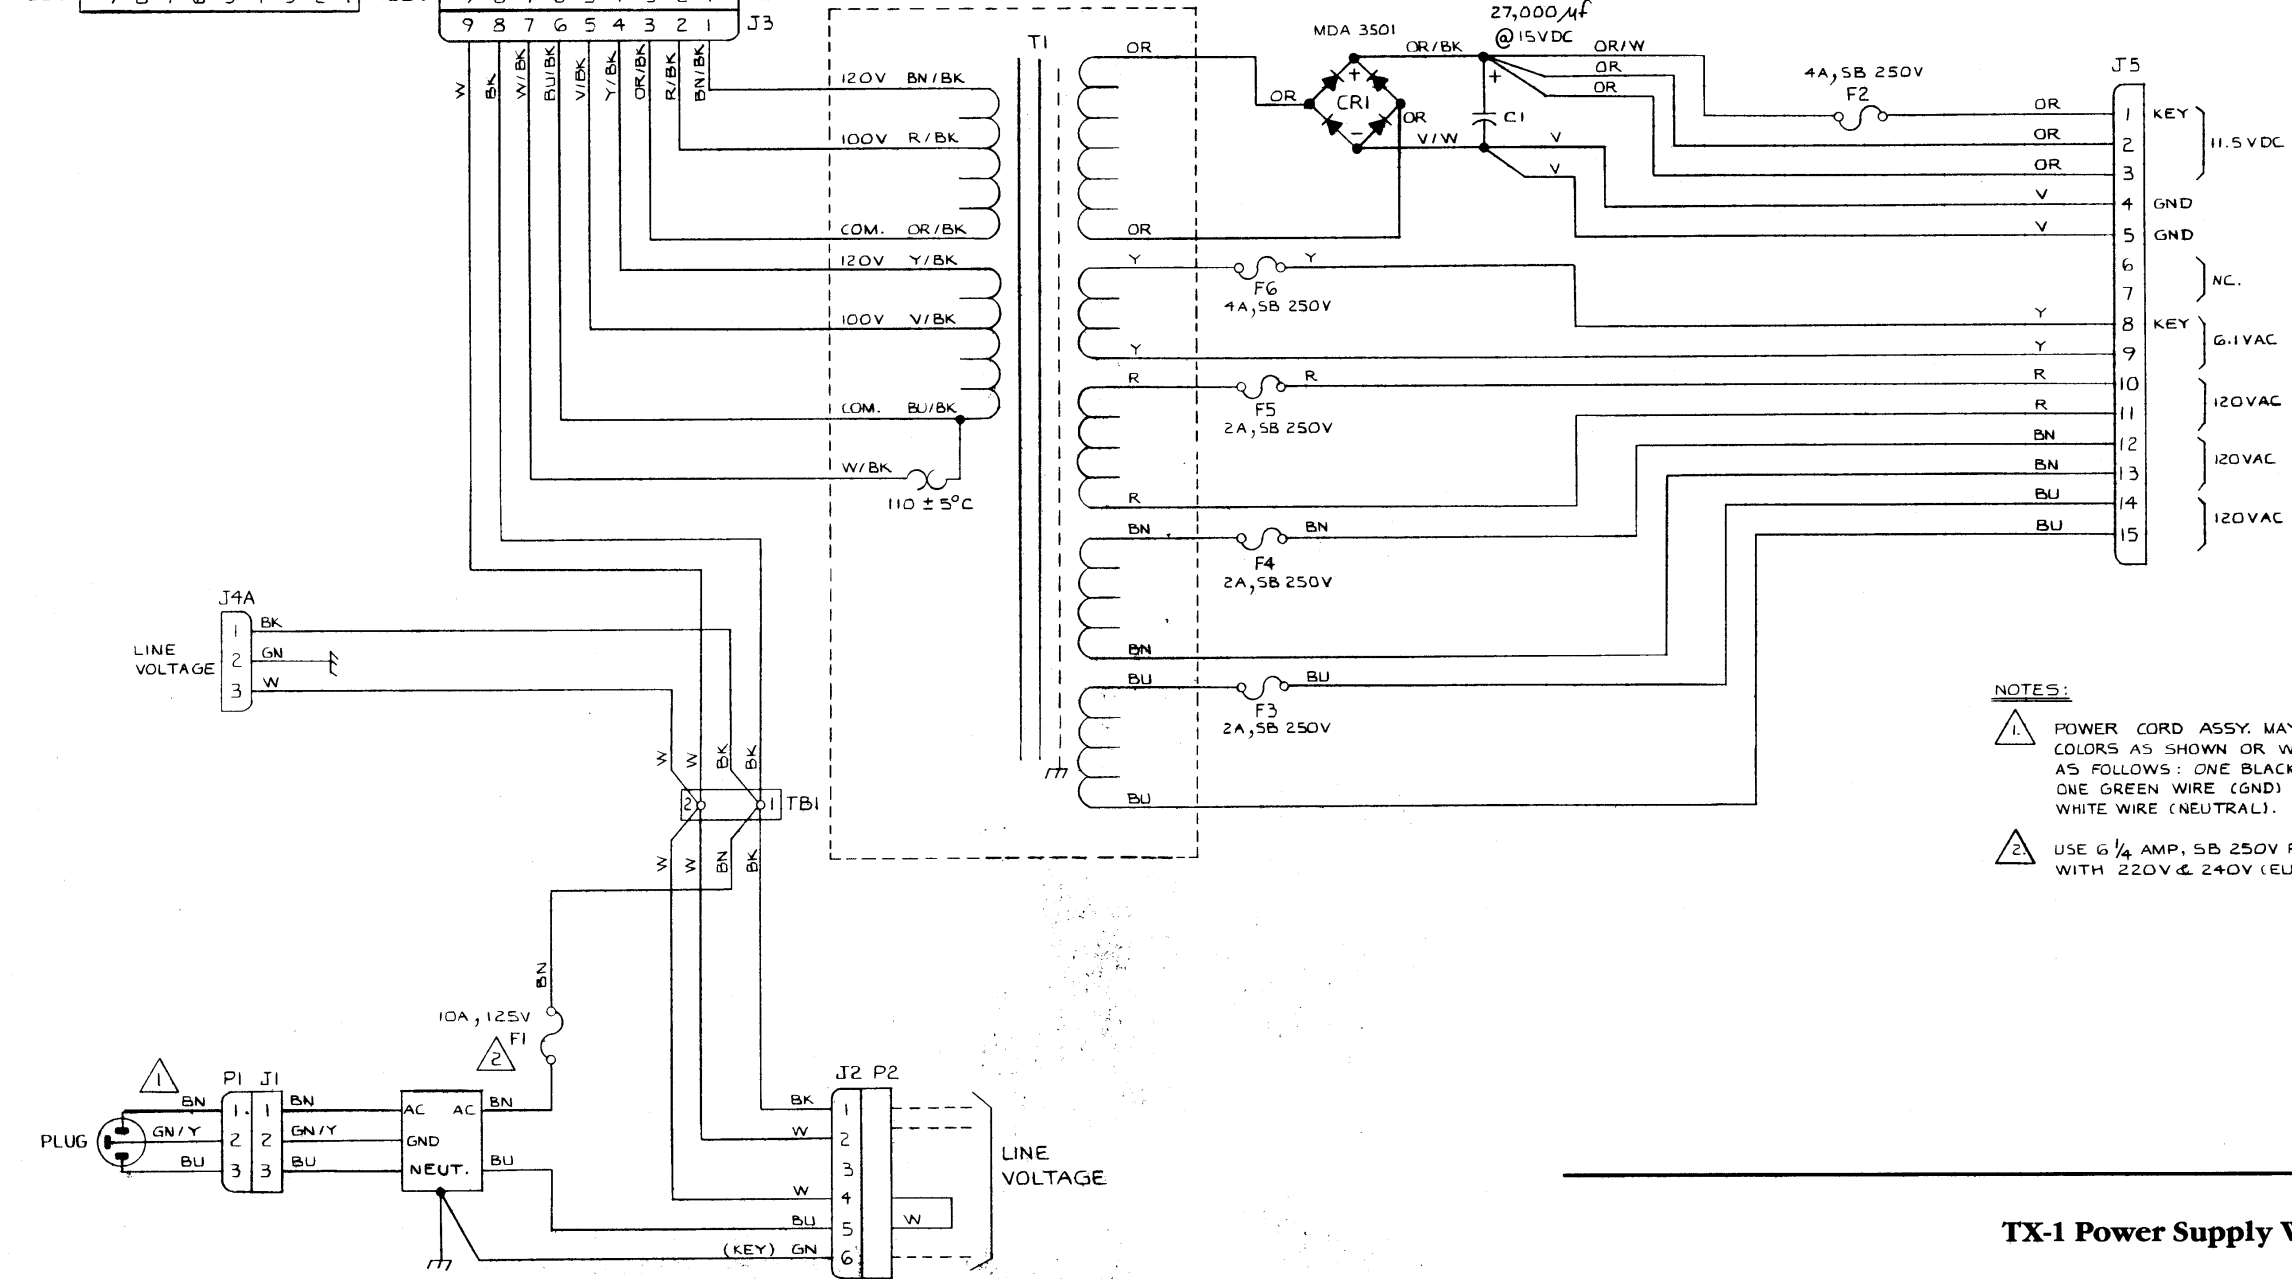 9 8 7 6 5 4 3 2 1 J3
W BK W/BK BU/BK V/BK Y/BK OR/BK R/BK BN/BK
120V BN/BK
100V R/BK
COM. OR/BK
120V Y/BK
100V V/BK
COM. BU/BK
W/BK
110 ± 5°C
T1
OR
OR
Y
Y
R
R
BN
BN
BU
BU
MDA 3501
OR
CR1
+
-
OR
OR/BK
V/W
27,000 µf
@ 15VDC
+
C1
OR/W
OR
OR
V
V
4A, SB 250V
F2
Y
F6
4A, SB 250V
R
F5
2A, SB 250V
BN
F4
2A, SB 250V
BU
F3
2A, SB 250V
J5
OR 1 KEY
OR 2 11.5VDC
OR 3
V 4 GND
V 5 GND
6
7 NC.
Y 8 KEY
Y 9 6.1VAC
R 10
R 11 120VAC
BN 12
BN 13 120VAC
BU 14
BU 15 120VAC
J4A
1 BK
LINE
VOLTAGE
2 GN
3 W
W W BK BK
2 1 TB1
W W BN BK
BN
10A, 125V
F1
2
1
P1 J1
PLUG
BN 1 1 BN
GN/Y 2 2 GN/Y
BU 3 3 BU
AC AC BN
GND
NEUT. BU
J2 P2
BK 1
W 2
3
W 4
BU 5 W
(KEY) GN 6
LINE
VOLTAGE
NOTES:
1. POWER CORD ASSY. MAY
COLORS AS SHOWN OR
AS FOLLOWS: ONE BLACK
ONE GREEN WIRE (GND)
WHITE WIRE (NEUTRAL).
2. USE 6 1/4 AMP, SB 250V
WITH 220V & 240V
TX-1 Power Supply